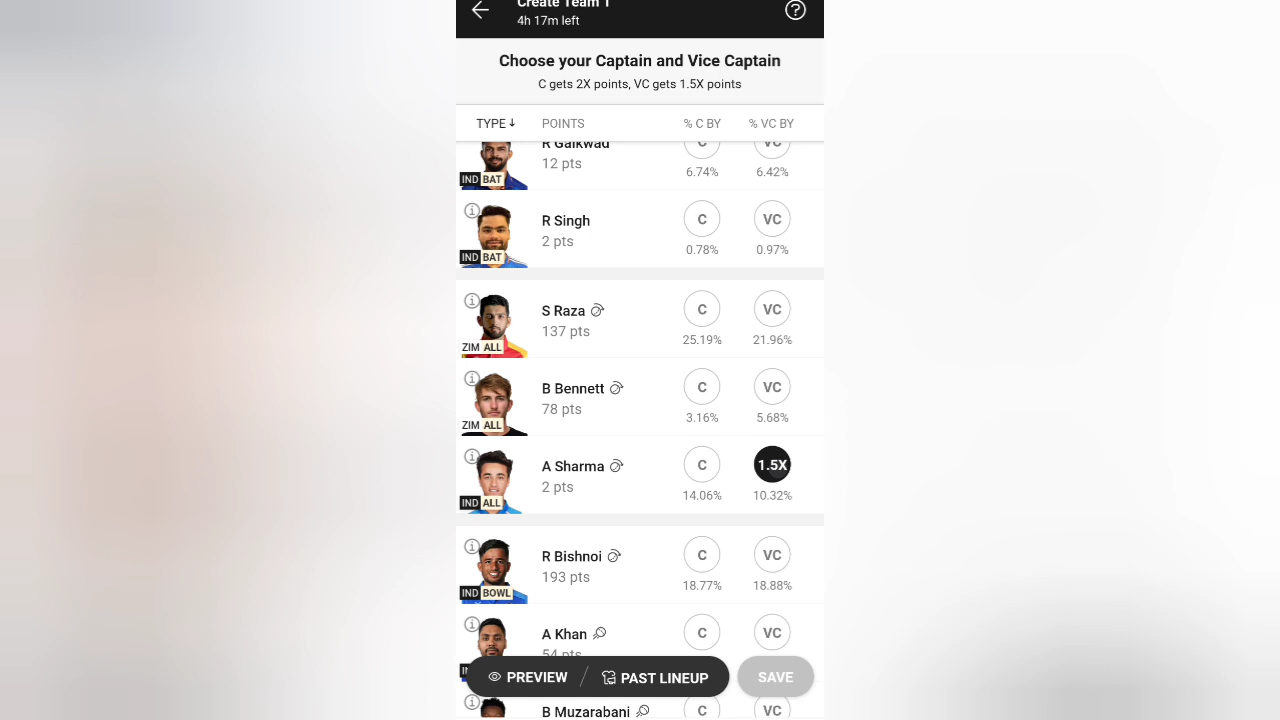 Create Team 1
4h 17m left
Choose your Captain and Vice Captain
C gets 2X points, VC gets 1.5X points
TYPE POINTS % C BY % VC BY
R Gaikwad C VC
12 pts
IND BAT 6.74% 6.42%
R Singh C VC
2 pts
IND BAT 0.78% 0.97%
S Raza C VC
137 pts
ZIM ALL 25.19% 21.96%
B Bennett C VC
78 pts
ZIM ALL 3.16% 5.68%
A Sharma C 1.5X
2 pts
IND ALL 14.06% 10.32%
R Bishnoi C VC
193 pts
IND BOWL 18.77% 18.88%
A Khan C VC
54 pts
PREVIEW / PAST LINEUP SAVE
B Muzarabani C VC